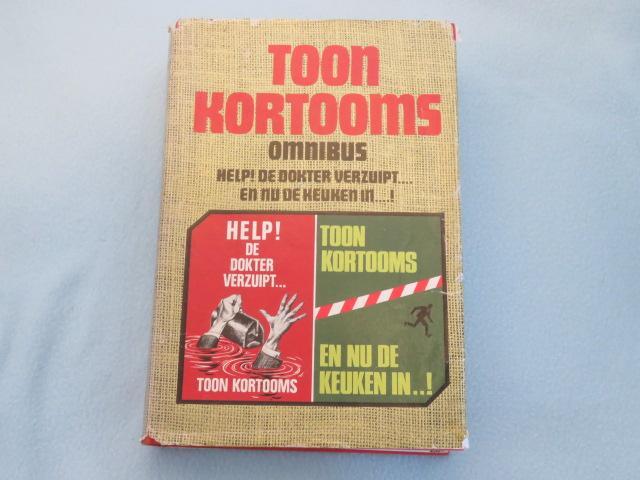 TOON
KORTOOMS
OMNIBUS
HELP! DE DOKTER VERZUIPT....
EN NU DE KEUKEN IN....!
HELP!
DE
DOKTER
VERZUIPT...
TOON KORTOOMS
TOON
KORTOOMS
EN NU DE
KEUKEN IN..!